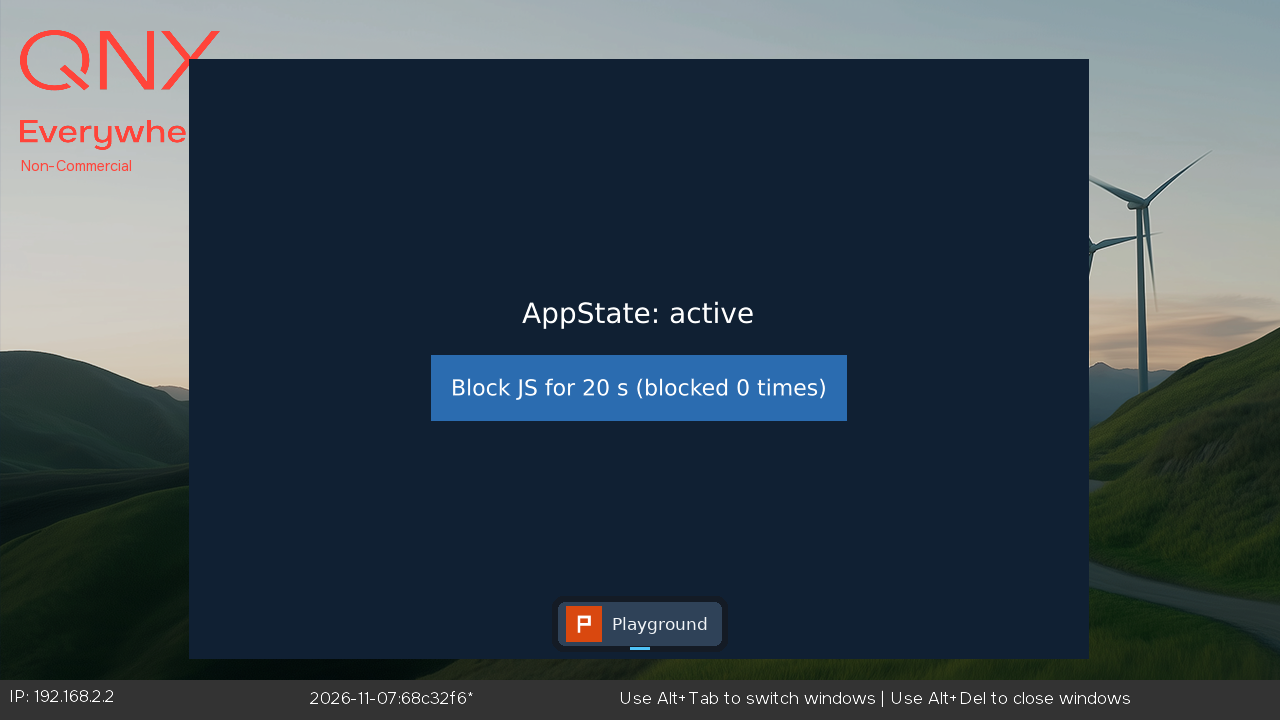 QNX
Everywhe
Non-Commercial
AppState: active
Block JS for 20 s (blocked 0 times)
P Playground
IP: 192.168.2.2
2026-11-07:68c32f6*
Use Alt+Tab to switch windows | Use Alt+Del to close windows